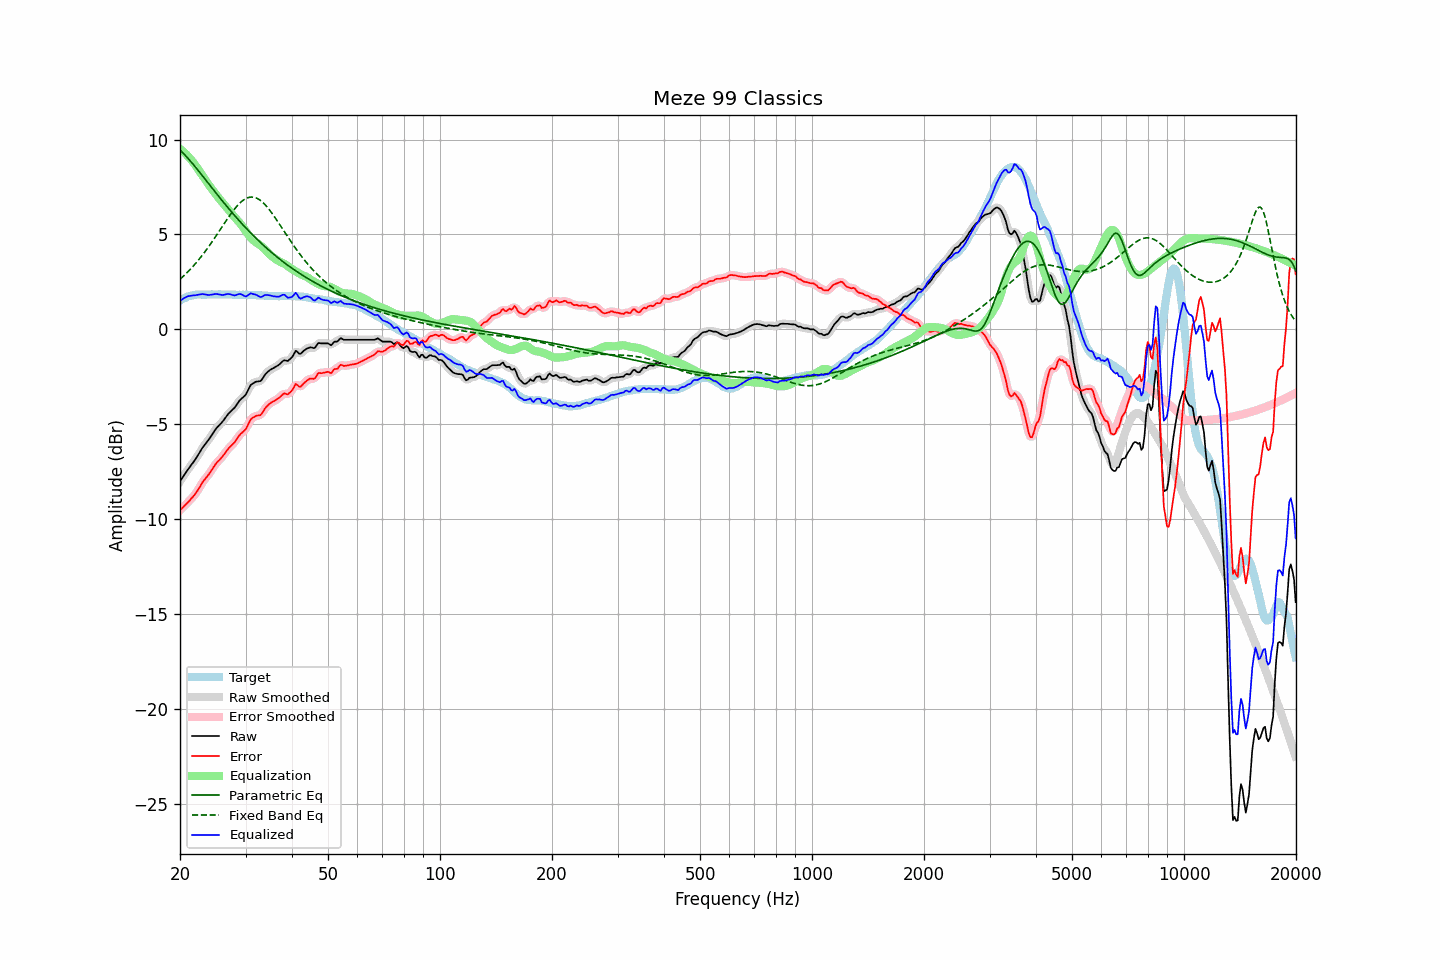 Meze 99 Classics
10
5
0
−5
−10
−15
−20
−25
Amplitude (dBr)
Target
Raw Smoothed
Error Smoothed
Raw
Error
Equalization
Parametric Eq
Fixed Band Eq
Equalized
20 50 100 200 500 1000 2000 5000 10000 20000
Frequency (Hz)